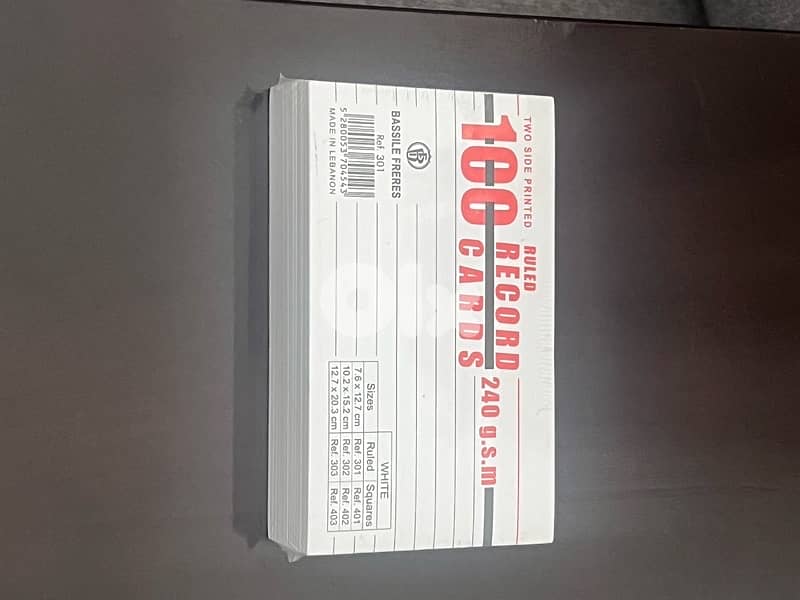 TWO SIDE PRINTED RULED
100 RECORD
CARDS 240 g.s.m
BASSILE FRERES
Ref. 301
5 280053 704543
MADE IN LEBANON
WHITE
Sizes Ruled Squares
7.6 x 12.7 cm Ref. 301 Ref. 401
10.2 x 15.2 cm Ref. 302 Ref. 402
12.7 x 20.3 cm Ref. 303 Ref. 403